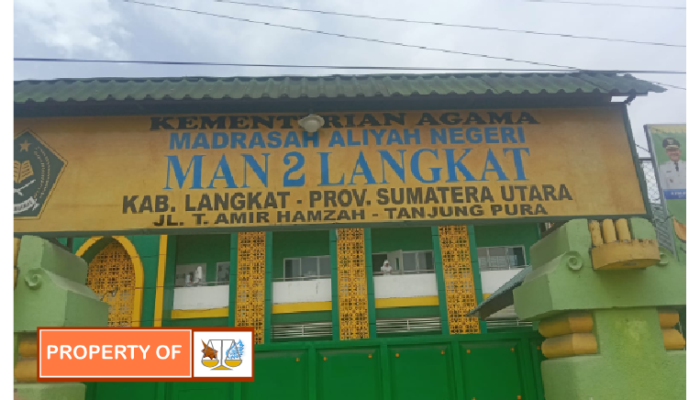 KEMENTERIAN AGAMA
MADRASAH ALIYAH NEGERI
MAN 2 LANGKAT
KAB. LANGKAT - PROV. SUMATERA UTARA
JL. T. AMIR HAMZAH - TANJUNG PURA
PROPERTY OF